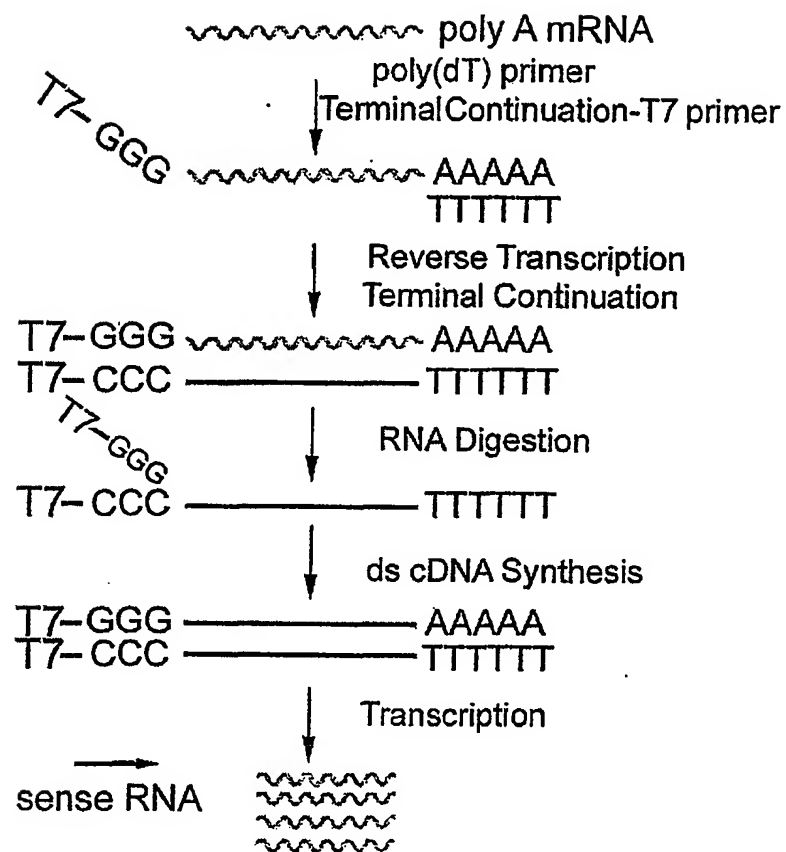 poly A mRNA
poly(dT) primer
Terminal Continuation-T7 primer
T7-GGG
AAAAA
TTTTTT
Reverse Transcription
Terminal Continuation
T7-GGG AAAAA
T7-CCC TTTTTT
T7-GGG
RNA Digestion
T7-CCC TTTTTT
ds cDNA Synthesis
T7-GGG AAAAA
T7-CCC TTTTTT
Transcription
sense RNA